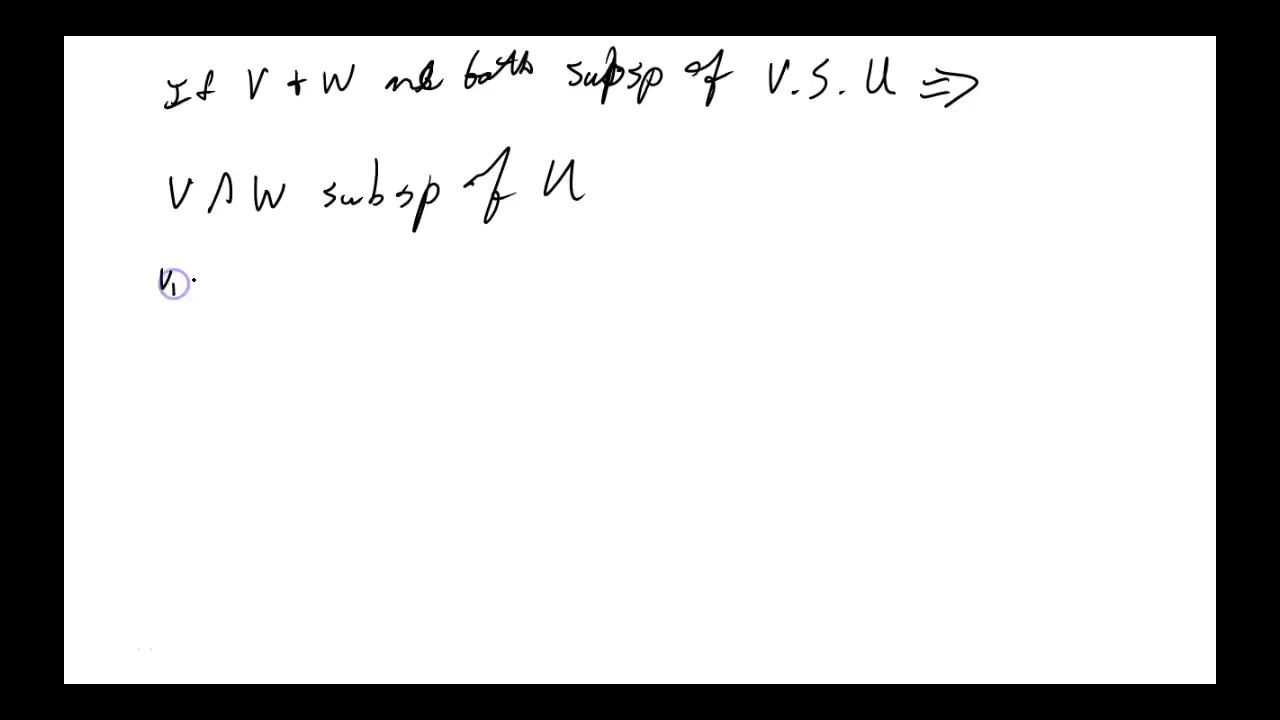 If V + W are both subsp of V.S. U ⇒
V ∩ W subsp of U
V₁